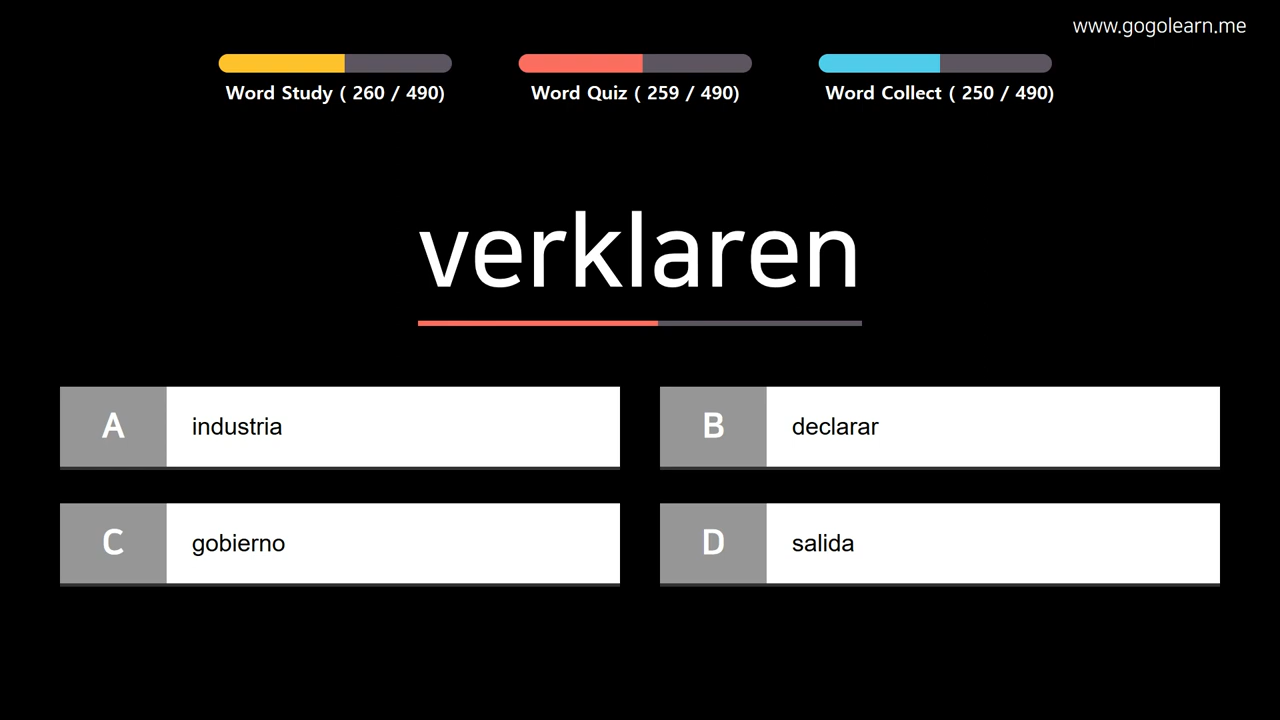 www.gogolearn.me
Word Study ( 260 / 490)
Word Quiz ( 259 / 490)
Word Collect ( 250 / 490)
verklaren
A industria
B declarar
C gobierno
D salida